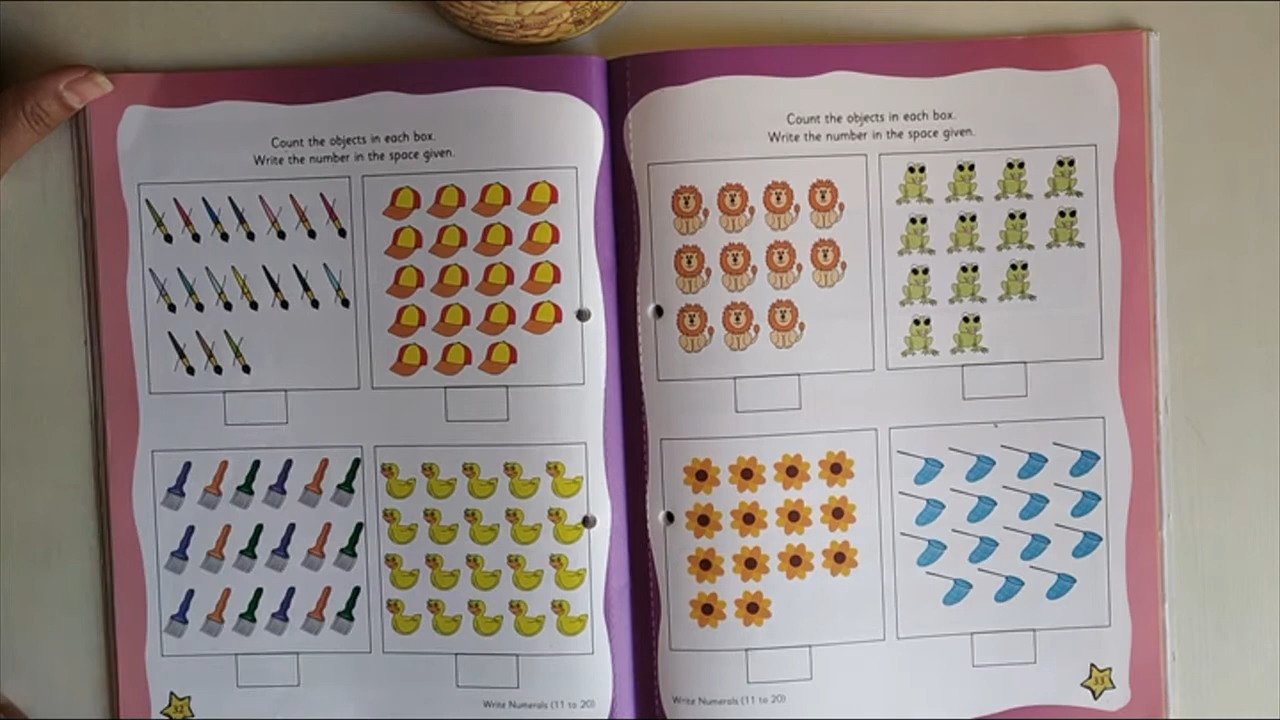 Count the objects in each box.
Write the number in the space given.
32
Write Numerals (11 to 20)
Count the objects in each box.
Write the number in the space given.
Write Numerals (11 to 20)
33